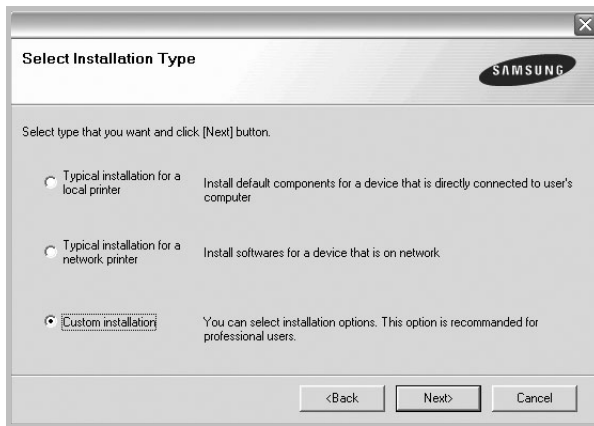 Select Installation Type
SAMSUNG
Select type that you want and click [Next] button.
Typical installation for a
local printer
Install default components for a device that is directly connected to user's
computer
Typical installation for a
network printer
Install softwares for a device that is on network
Custom installation
You can select installation options. This option is recommanded for
professional users.
<Back
Next>
Cancel